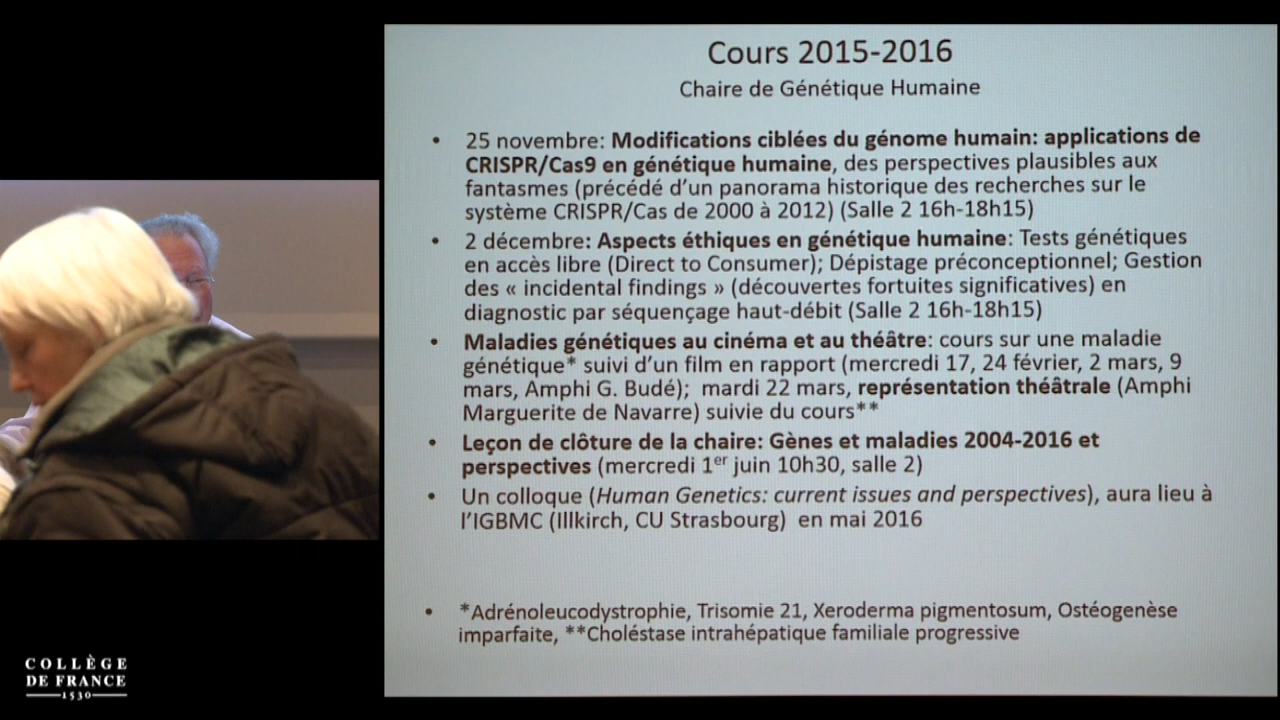 Cours 2015-2016
Chaire de Génétique Humaine
• 25 novembre: Modifications ciblées du génome humain: applications de
CRISPR/Cas9 en génétique humaine, des perspectives plausibles aux
fantasmes (précédé d’un panorama historique des recherches sur le
système CRISPR/Cas de 2000 à 2012) (Salle 2 16h-18h15)
• 2 décembre: Aspects éthiques en génétique humaine: Tests génétiques
en accès libre (Direct to Consumer); Dépistage préconceptionnel; Gestion
des « incidental findings » (découvertes fortuites significatives) en
diagnostic par séquençage haut-débit (Salle 2 16h-18h15)
• Maladies génétiques au cinéma et au théâtre: cours sur une maladie
génétique* suivi d’un film en rapport (mercredi 17, 24 février, 2 mars, 9
mars, Amphi G. Budé); mardi 22 mars, représentation théâtrale (Amphi
Marguerite de Navarre) suivie du cours**
• Leçon de clôture de la chaire: Gènes et maladies 2004-2016 et
perspectives (mercredi 1er juin 10h30, salle 2)
• Un colloque (Human Genetics: current issues and perspectives), aura lieu à
l’IGBMC (Illkirch, CU Strasbourg) en mai 2016
• *Adrénoleucodystrophie, Trisomie 21, Xeroderma pigmentosum, Ostéogenèse
imparfaite, **Choléstase intrahépatique familiale progressive
COLLÈGE
DE FRANCE
1530